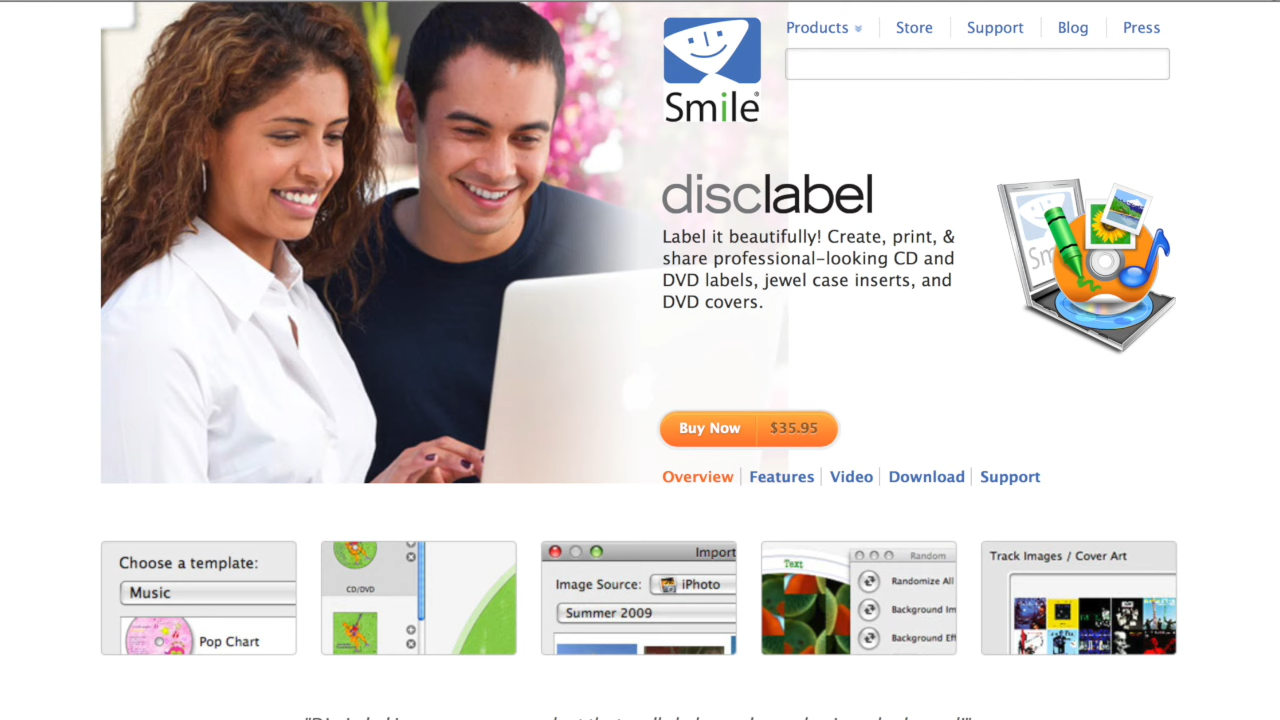 Products
Store
Support
Blog
Press
Smile®
disclabel
Label it beautifully! Create, print, &
share professional-looking CD and
DVD labels, jewel case inserts, and
DVD covers.
Buy Now $35.95
Overview
Features
Video
Download
Support
Choose a template:
Music
Pop Chart
CD/DVD
Import
Image Source: iPhoto
Summer 2009
Text
Random
Randomize All
Background Im
Background Eff
Track Images / Cover Art